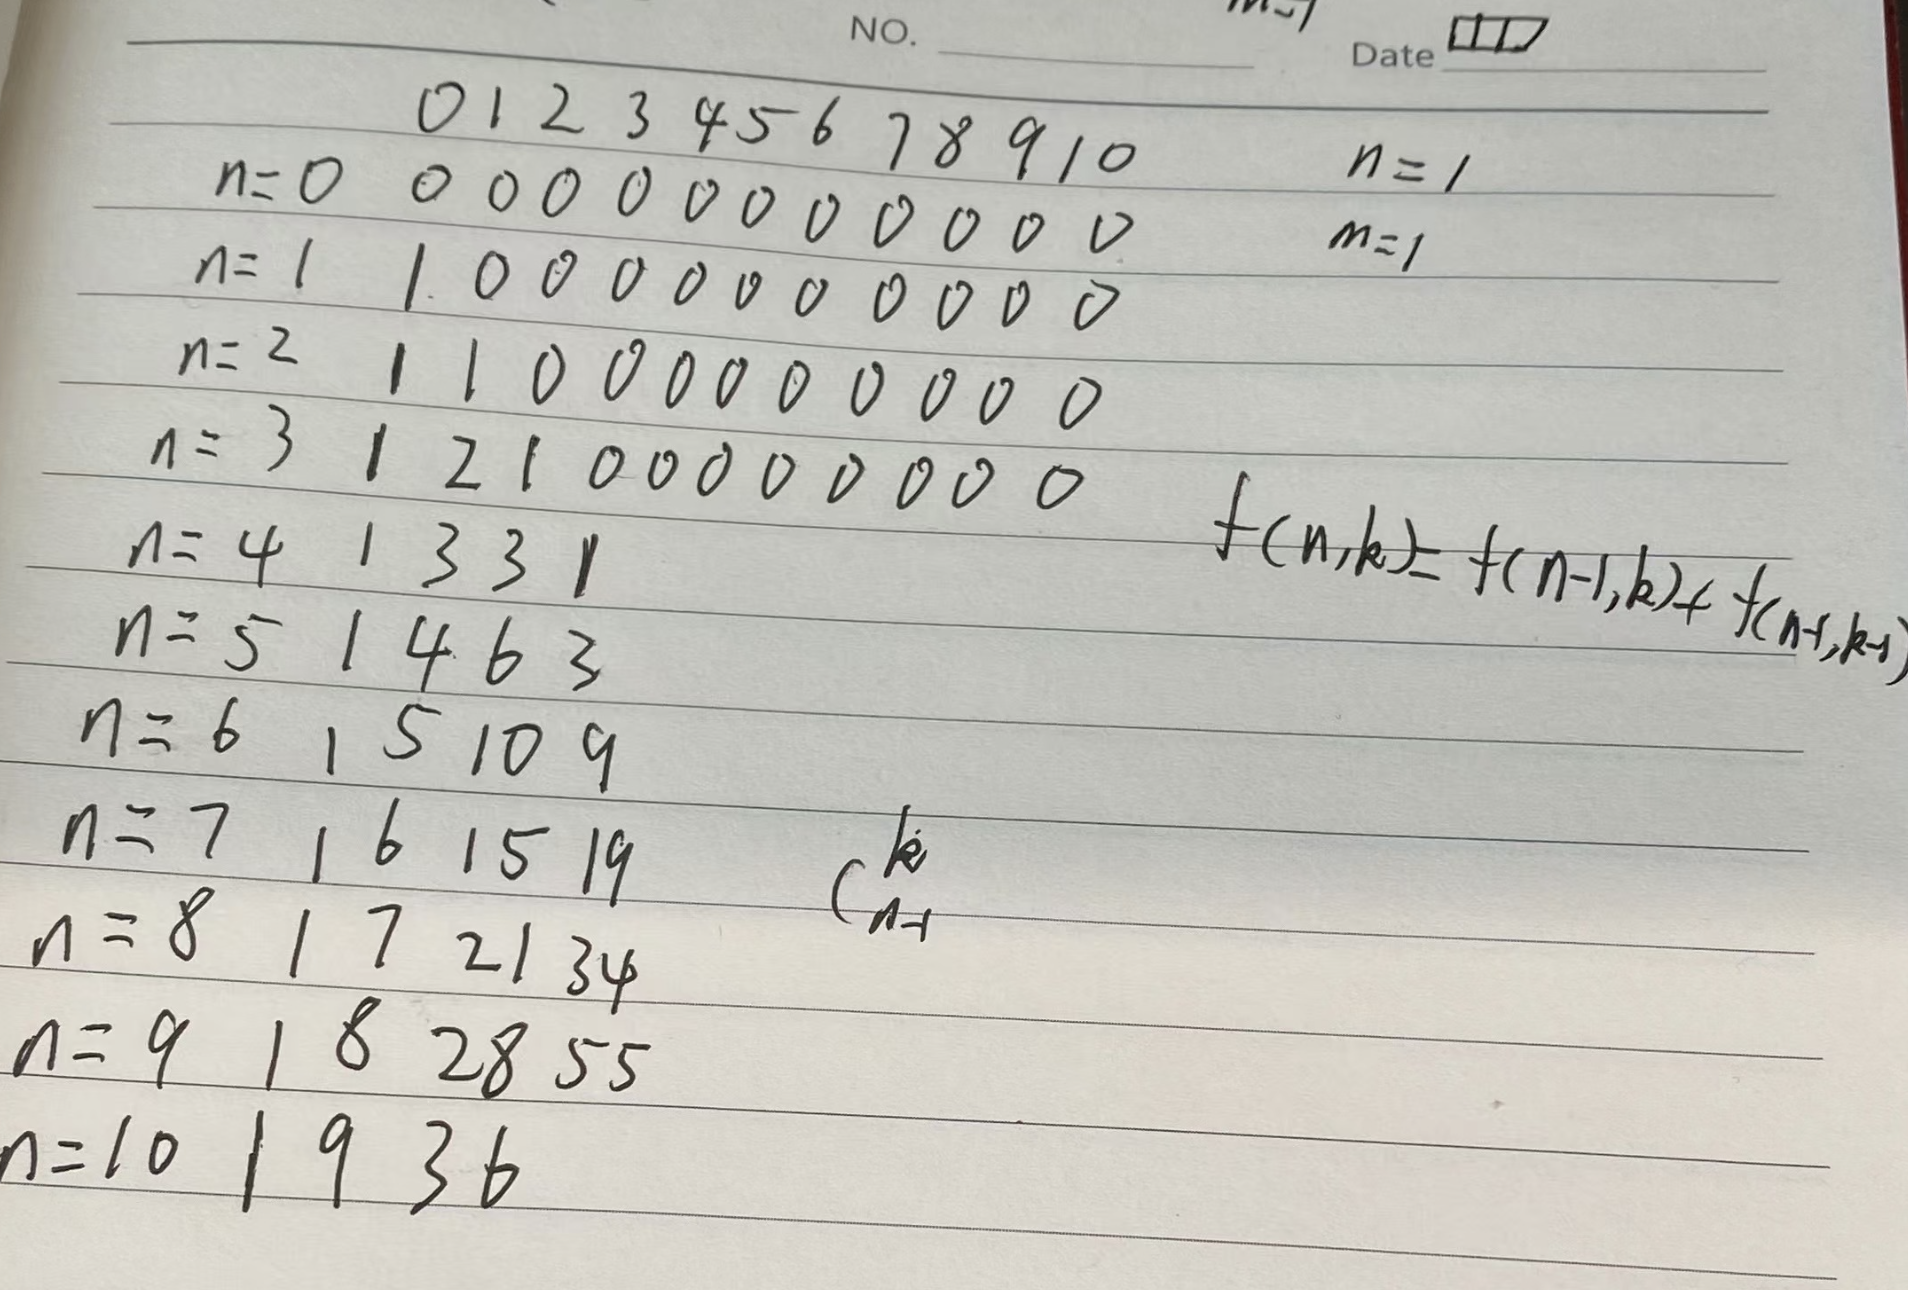 m=1
NO.
Date
0 1 2 3 4 5 6 7 8 9 10
n=0 0 0 0 0 0 0 0 0 0 0 0
n=1
n=1 1 0 0 0 0 0 0 0 0 0 0
m=1
n=2 1 1 0 0 0 0 0 0 0 0 0
n=3 1 2 1 0 0 0 0 0 0 0 0
n=4 1 3 3 1
f(n,k)=f(n-1,k)+f(n-1,k-1)
n=5 1 4 6 3
n=6 1 5 10 9
n=7 1 6 15 19
C_{n-1}^{k}
n=8 1 7 21 34
n=9 1 8 28 55
n=10 1 9 36